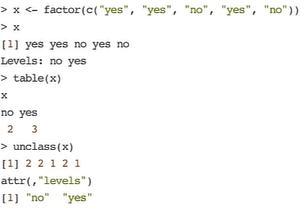 > x <- factor(c("yes", "yes", "no", "yes", "no"))
> x
[1] yes yes no yes no
Levels: no yes
> table(x)
x
no yes
2 3
> unclass(x)
[1] 2 2 1 2 1
attr(,"levels")
[1] "no" "yes"